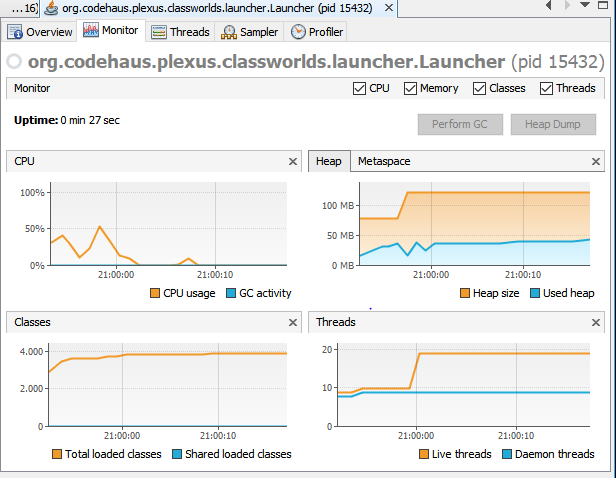 ...16) org.codehaus.plexus.classworlds.launcher.Launcher (pid 15432)
Overview Monitor Threads Sampler Profiler
org.codehaus.plexus.classworlds.launcher.Launcher (pid 15432)
Monitor CPU Memory Classes Threads
Uptime: 0 min 27 sec
Perform GC Heap Dump
CPU
100%
50%
0%
21:00:00 21:00:10
CPU usage GC activity
Heap Metaspace
100 MB
50 MB
0 MB
21:00:00 21:00:10
Heap size Used heap
Classes
4.000
2.000
0
21:00:00 21:00:10
Total loaded classes Shared loaded classes
Threads
20
10
0
21:00:00 21:00:10
Live threads Daemon threads